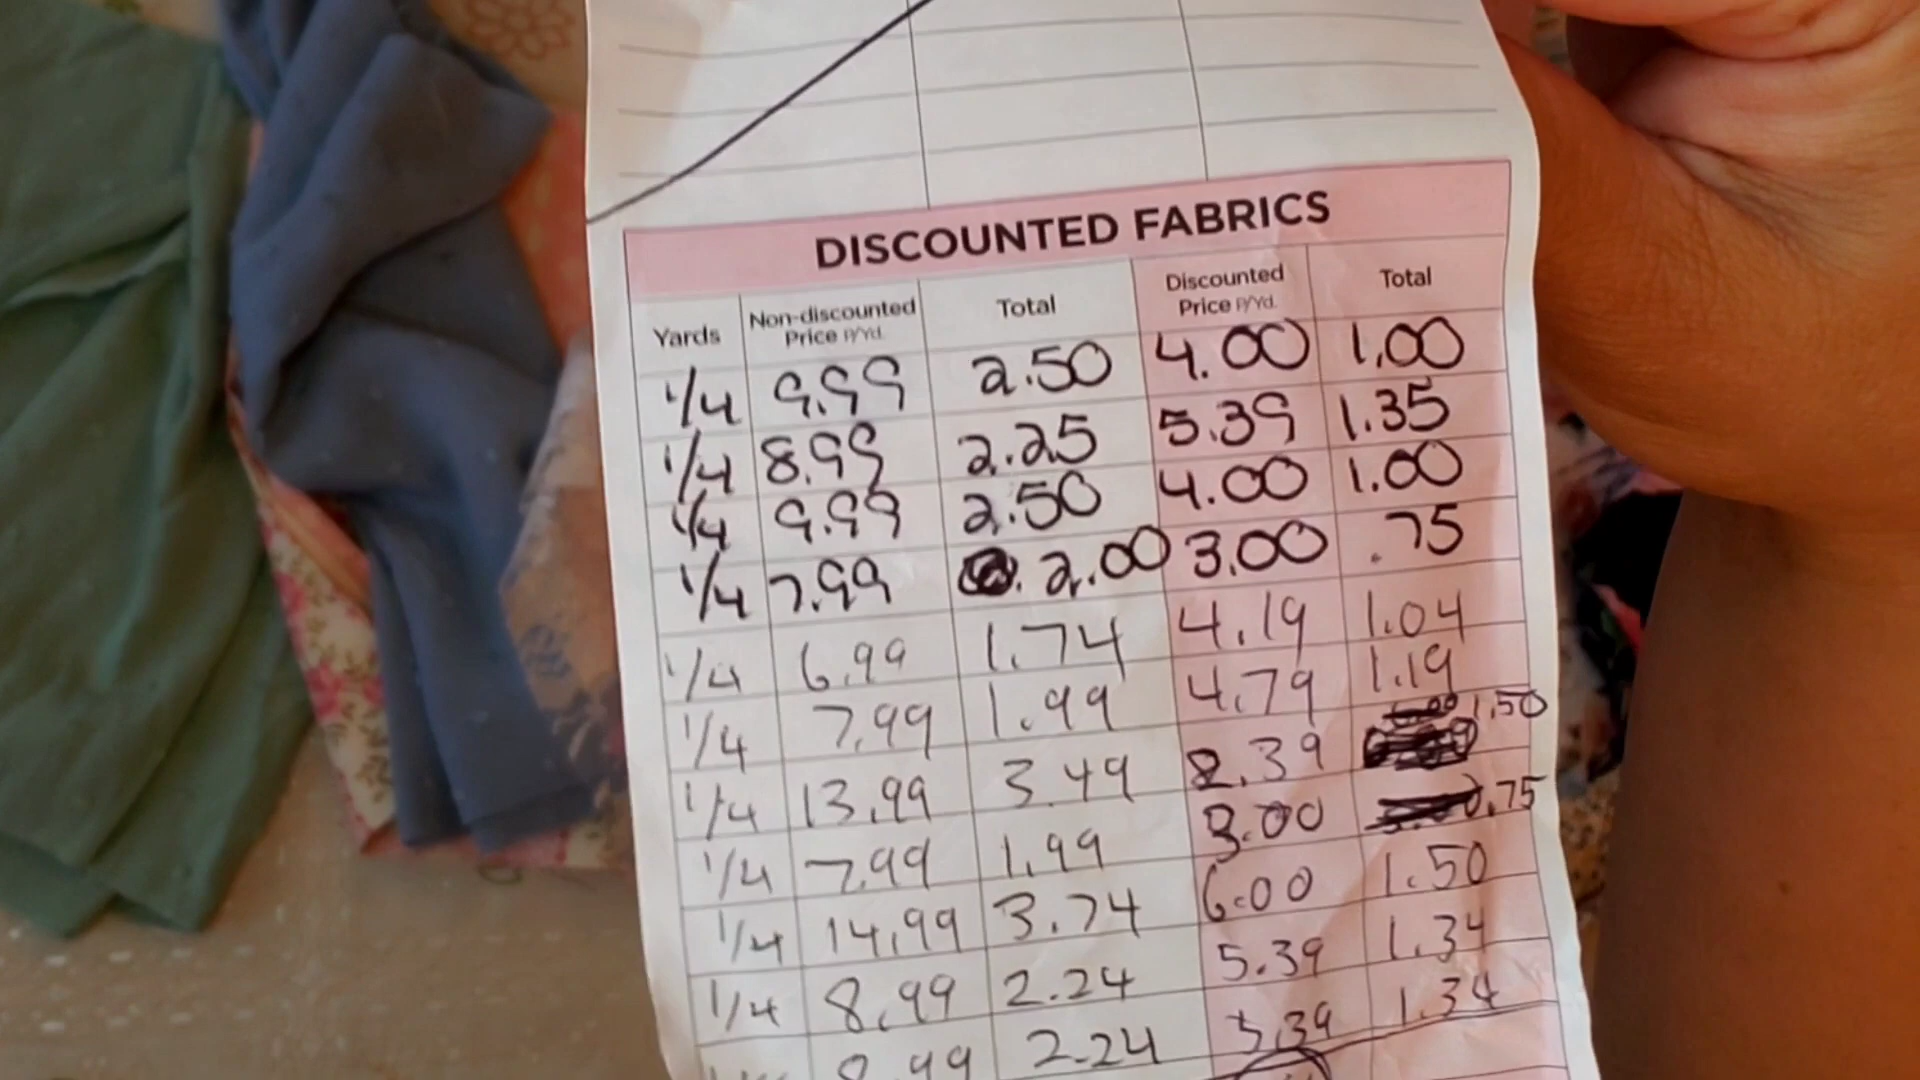 DISCOUNTED FABRICS
Yards Non-discounted Price P/Yd. Total Discounted Price P/Yd. Total
1/4 9.99 2.50 4.00 1.00
1/4 8.99 2.25 5.39 1.35
1/4 9.99 2.50 4.00 1.00
1/4 7.99 2.00 3.00 .75
1/4 6.99 1.74 4.19 1.04
1/4 7.99 1.99 4.79 1.19
1/4 13.99 3.49 8.39 1.50
1/4 7.99 1.99 3.00 0.75
1/4 14.99 3.74 6.00 1.50
1/4 8.99 2.24 5.39 1.34
8.99 2.24 5.39 1.34